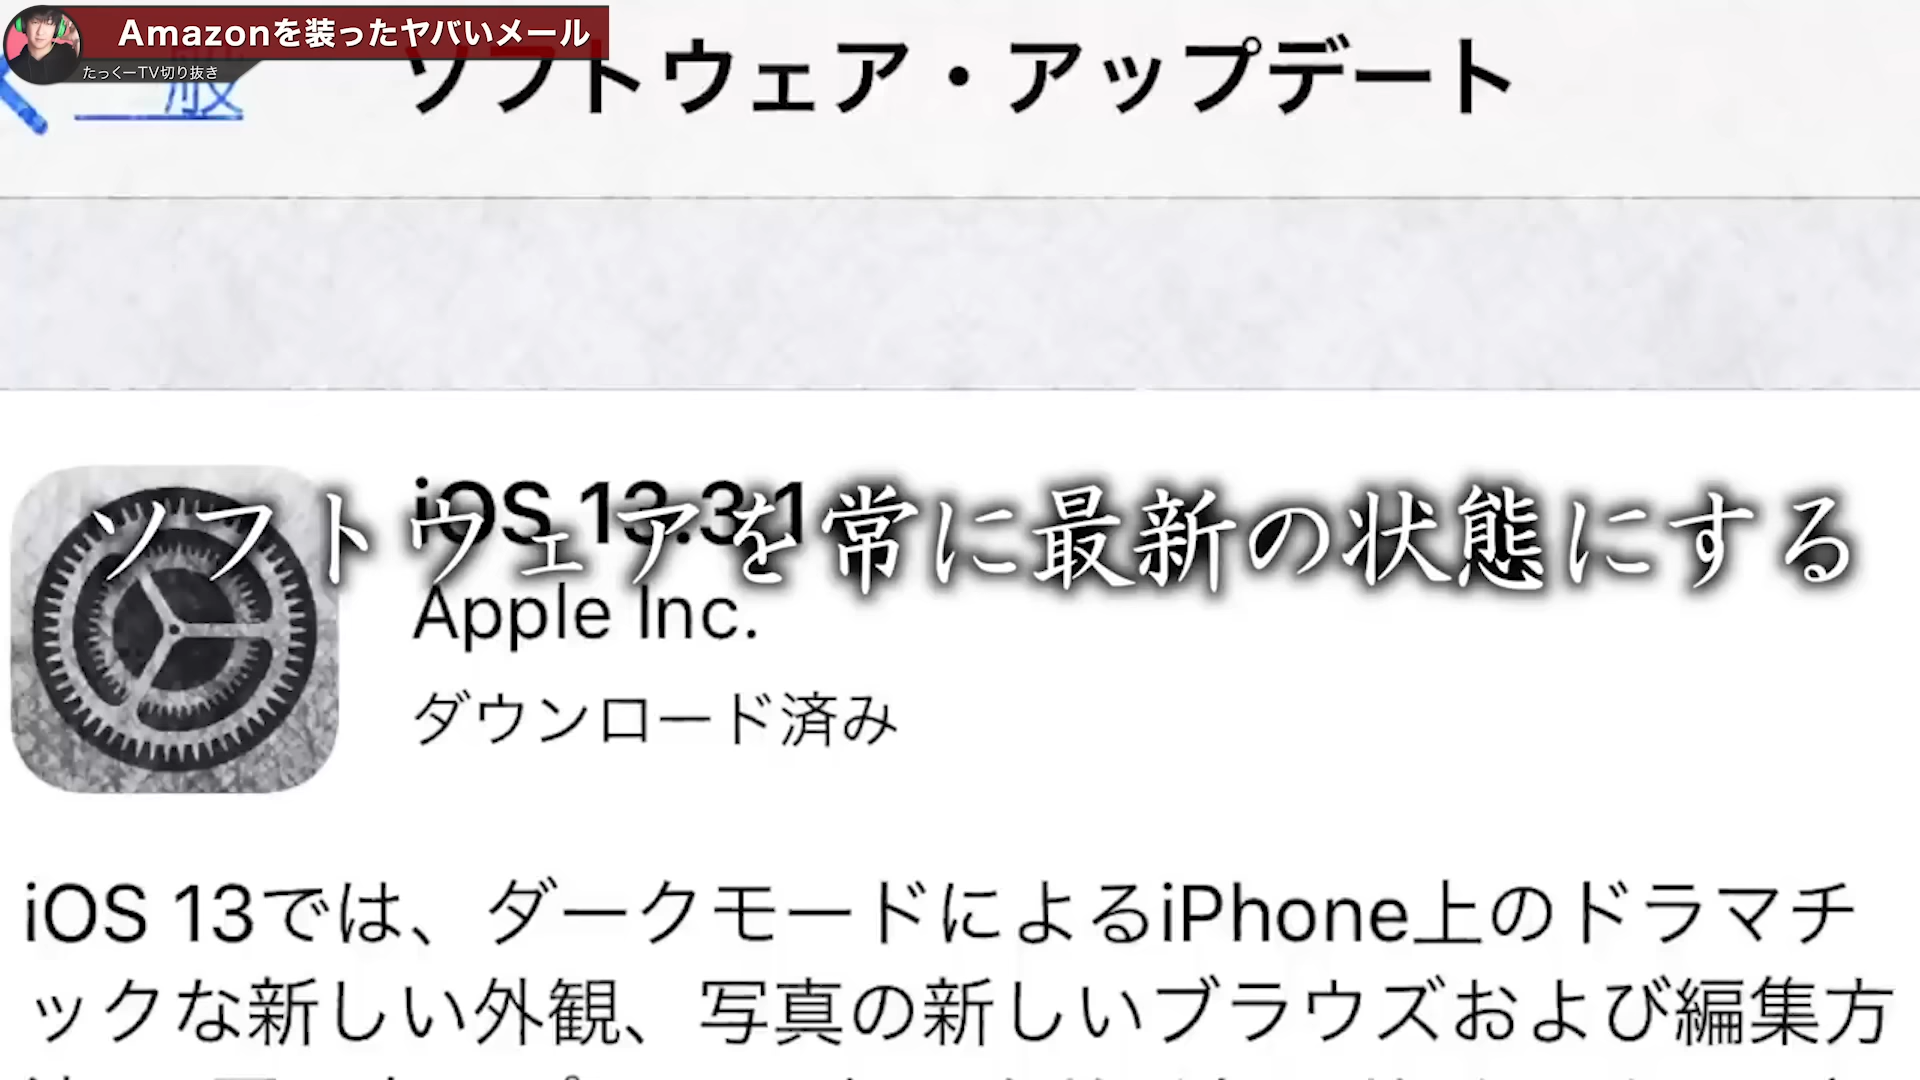 Amazonを装ったヤバいメール
たっくーTV切り抜き
一般
ソフトウェア・アップデート
iOS 13.3.1
ソフトウェアを常に最新の状態にする
Apple Inc.
ダウンロード済み
iOS 13では、ダークモードによるiPhone上のドラマチ
ックな新しい外観、写真の新しいブラウズおよび編集方